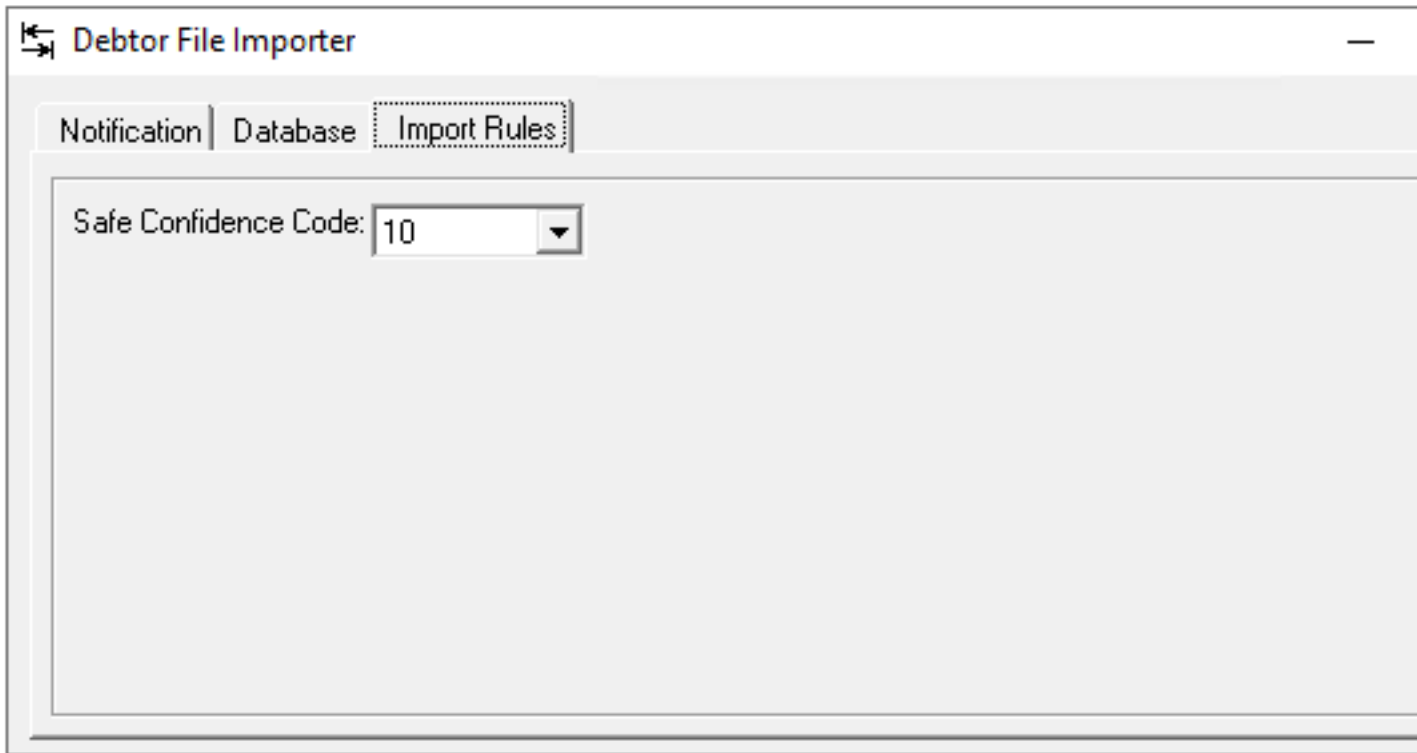 Debtor File Importer
Notification Database Import Rules
Safe Confidence Code: 10